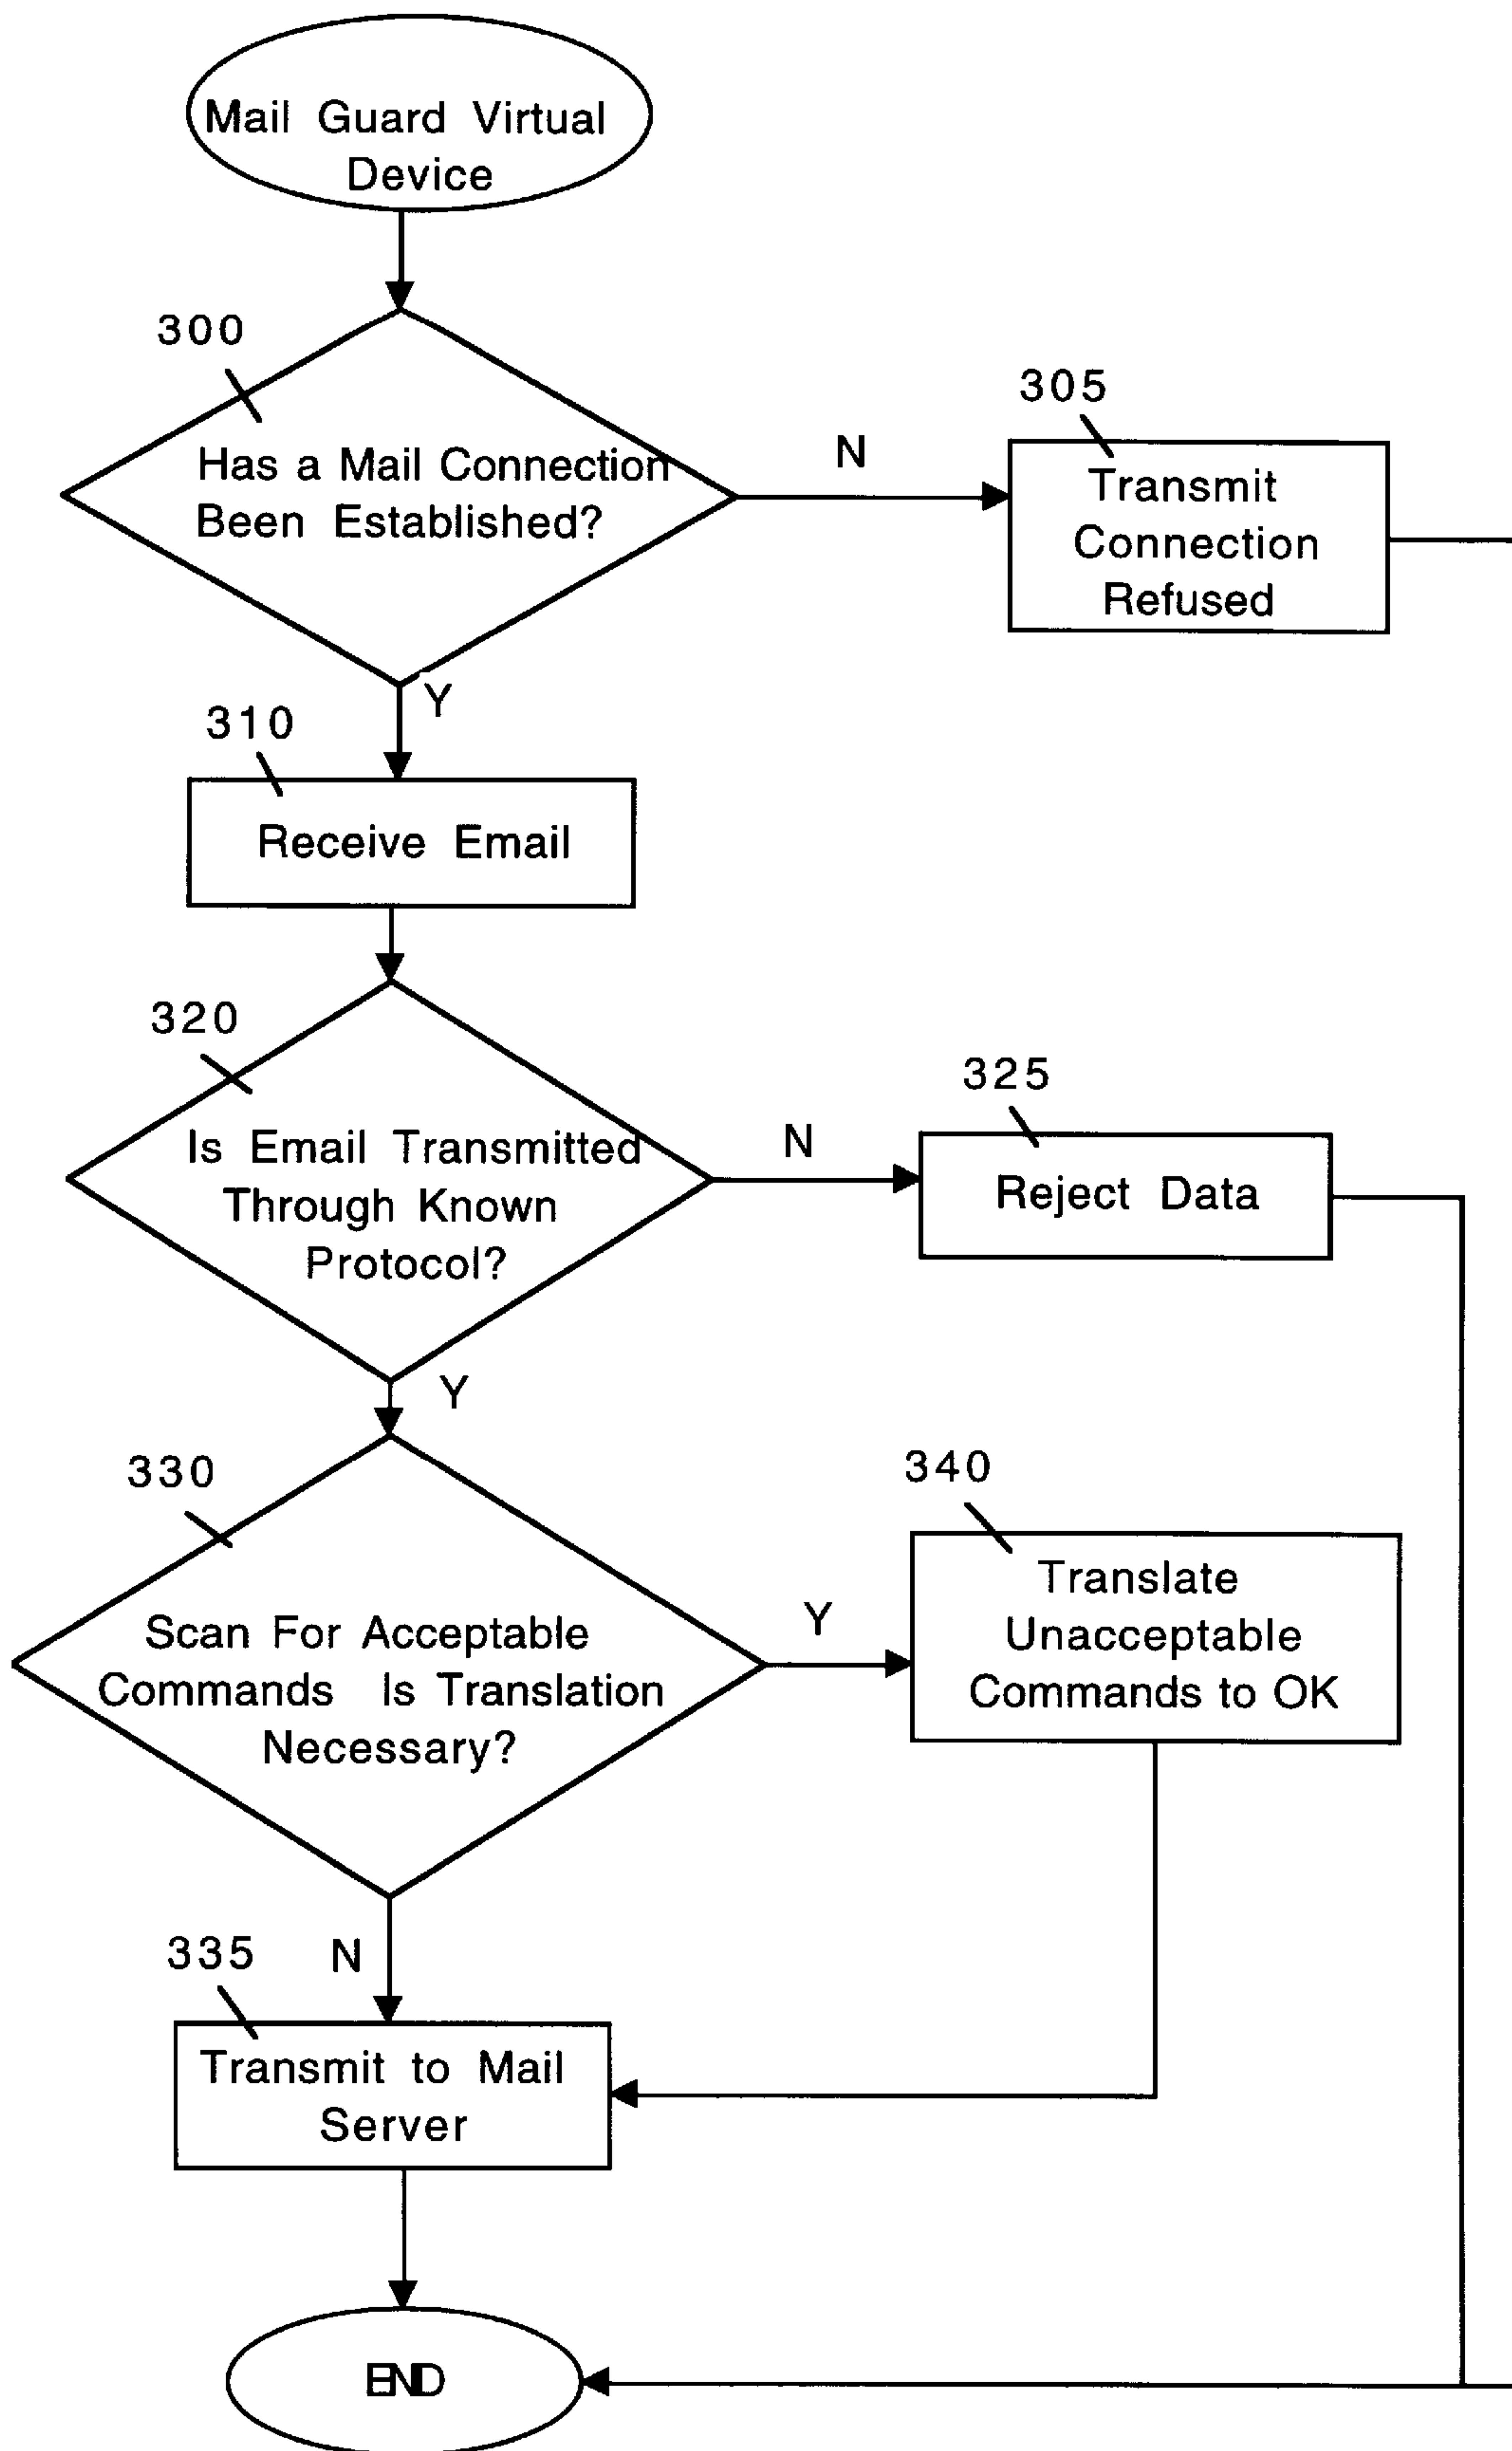 Mail Guard Virtual
Device
300
Has a Mail Connection
Been Established?
N
305
Transmit
Connection
Refused
Y
310
Receive Email
320
Is Email Transmitted
Through Known
Protocol?
N
325
Reject Data
Y
330
Scan For Acceptable
Commands Is Translation
Necessary?
Y
340
Translate
Unacceptable
Commands to OK
N
335
Transmit to Mail
Server
END